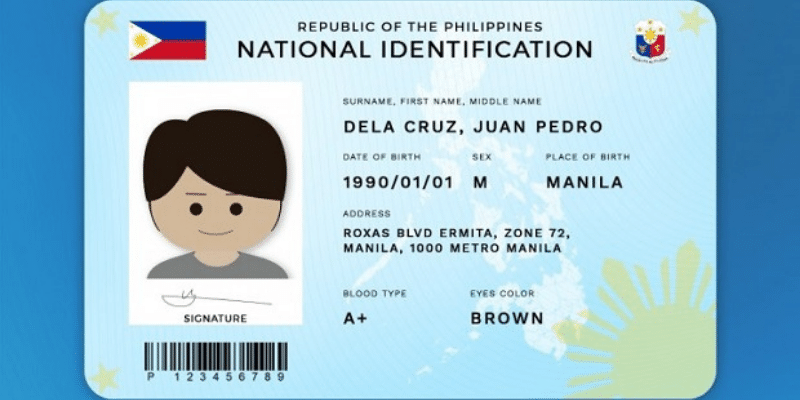 REPUBLIC OF THE PHILIPPINES
NATIONAL IDENTIFICATION
SURNAME, FIRST NAME, MIDDLE NAME
DELA CRUZ, JUAN PEDRO
DATE OF BIRTH SEX PLACE OF BIRTH
1990/01/01 M MANILA
ADDRESS
ROXAS BLVD ERMITA, ZONE 72,
MANILA, 1000 METRO MANILA
BLOOD TYPE EYES COLOR
A+ BROWN
SIGNATURE
P 123456789